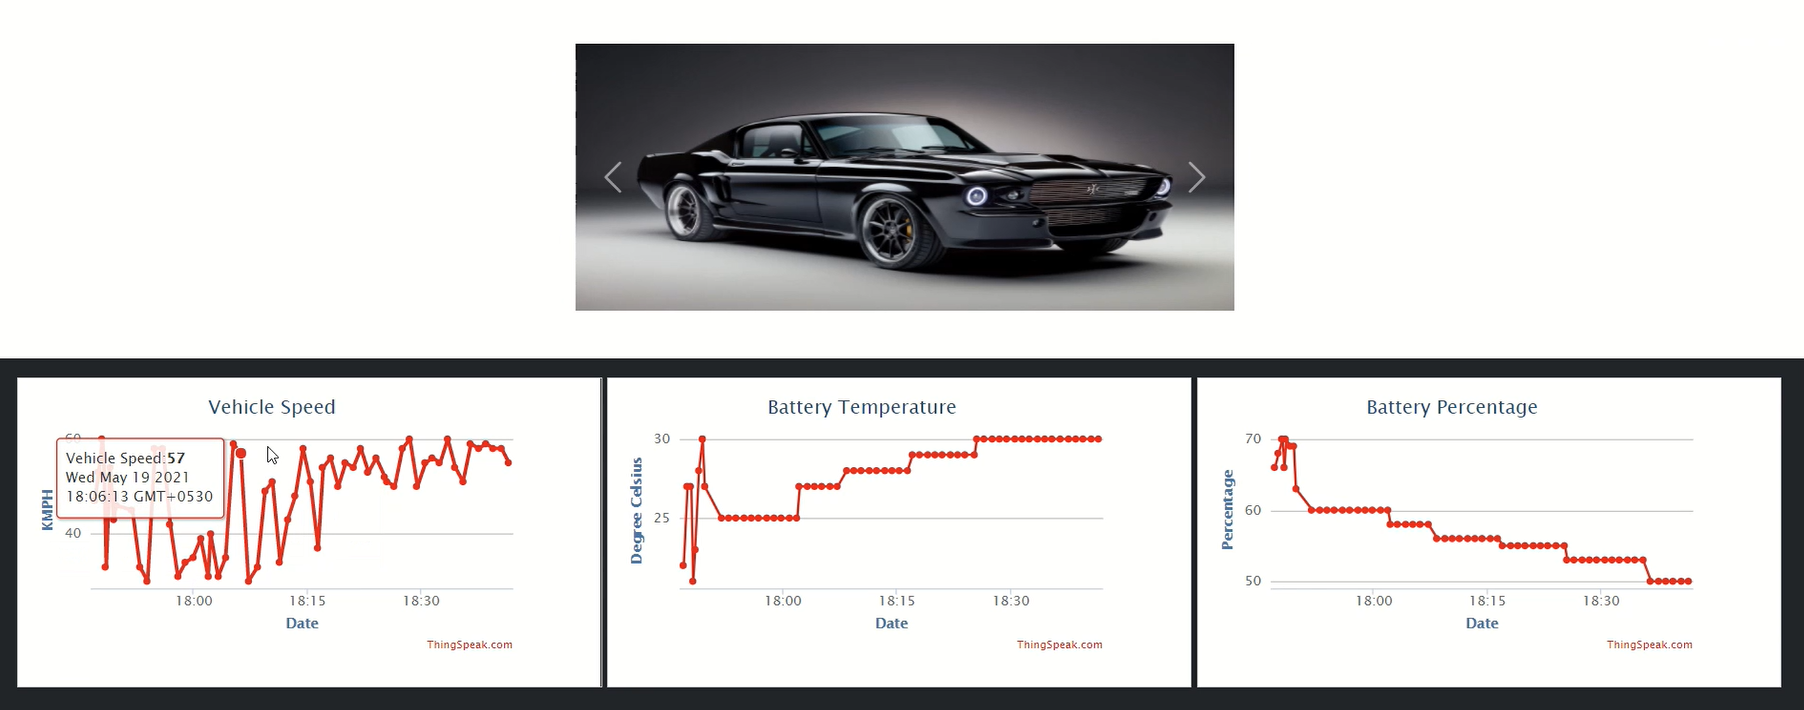 Vehicle Speed
60
40
KMPH
Vehicle Speed:57
Wed May 19 2021
18:06:13 GMT+0530
18:00 18:15 18:30
Date
ThingSpeak.com
Battery Temperature
30
25
Degree Celsius
18:00 18:15 18:30
Date
ThingSpeak.com
Battery Percentage
70
60
50
Percentage
18:00 18:15 18:30
Date
ThingSpeak.com